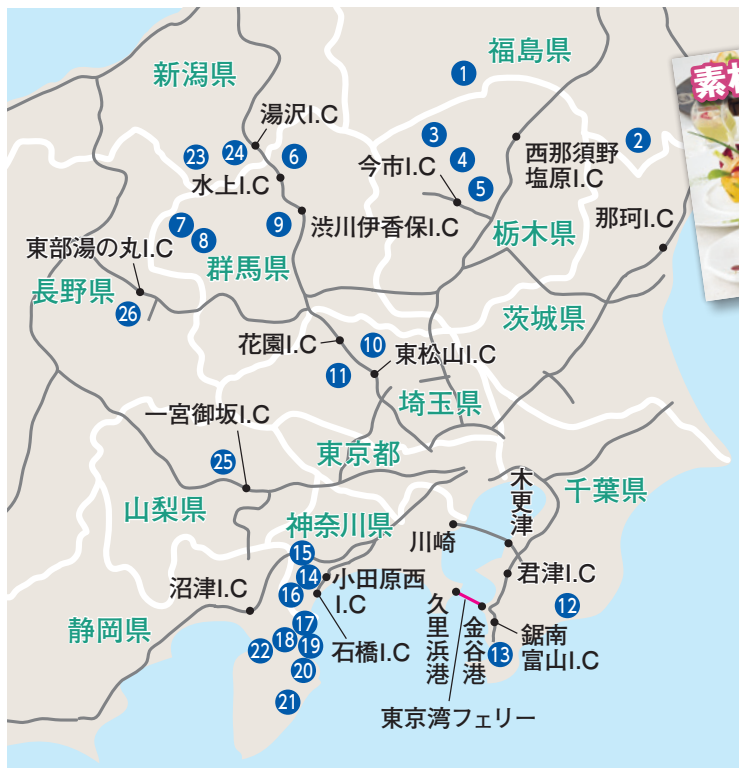 福島県
1
新潟県
素
湯沢I.C
23
24
6
3
4
5
2
今市I.C
西那須野
塩原I.C
水上I.C
7
8
9
渋川伊香保I.C
栃木県
那珂I.C
東部湯の丸I.C
群馬県
長野県
26
茨城県
花園I.C
10
11
東松山I.C
埼玉県
一宮御坂I.C
25
東京都
山梨県
神奈川県
千葉県
木更津
川崎
15
14
小田原西
I.C
16
沼津I.C
君津I.C
12
静岡県
17
18
19
石橋I.C
22
20
21
久里浜港
金谷港
鋸南
富山I.C
13
東京湾フェリー